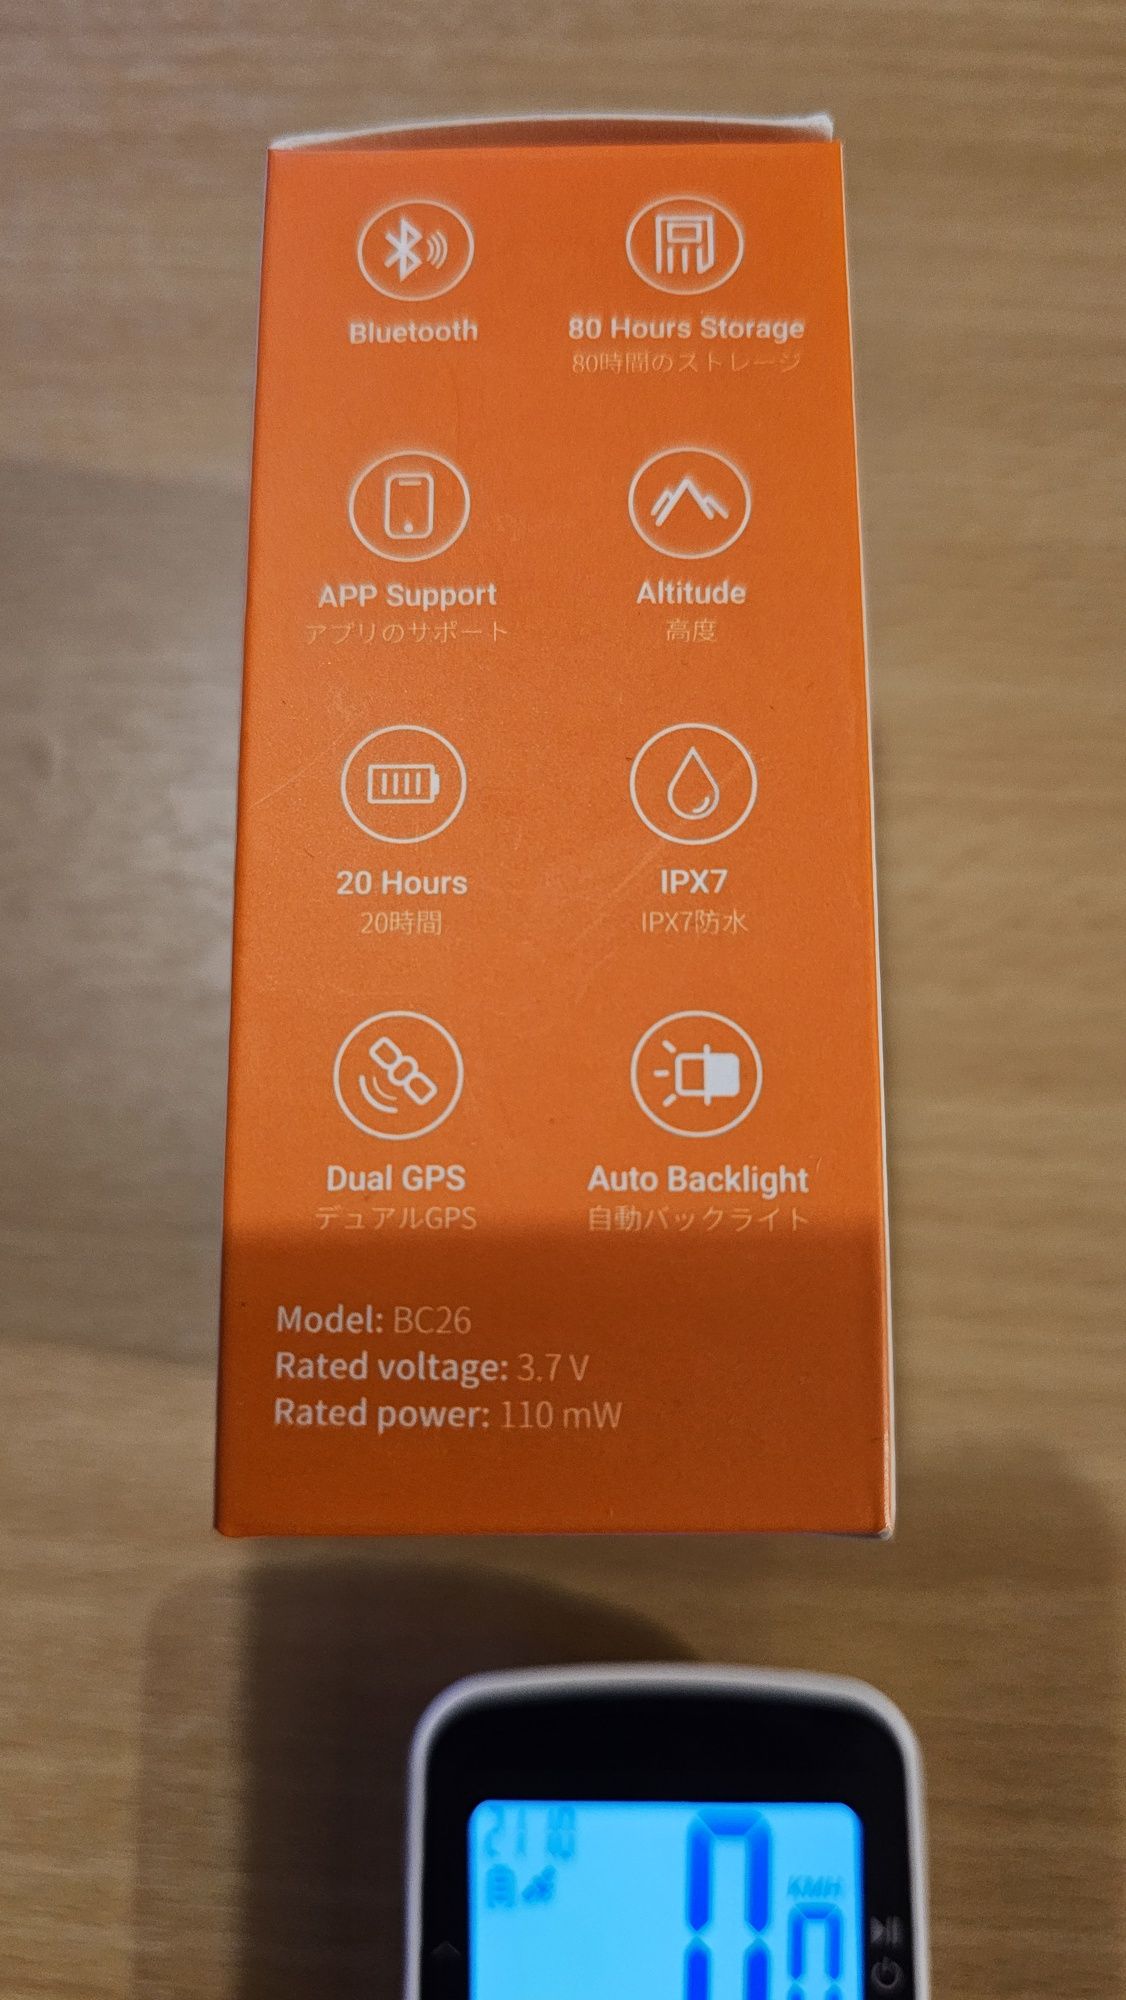 Bluetooth
80 Hours Storage
80時間のストレージ
APP Support
アプリのサポート
Altitude
高度
20 Hours
20時間
IPX7
IPX7防水
Dual GPS
デュアルGPS
Auto Backlight
自動バックライト
Model: BC26
Rated voltage: 3.7 V
Rated power: 110 mW
KMH